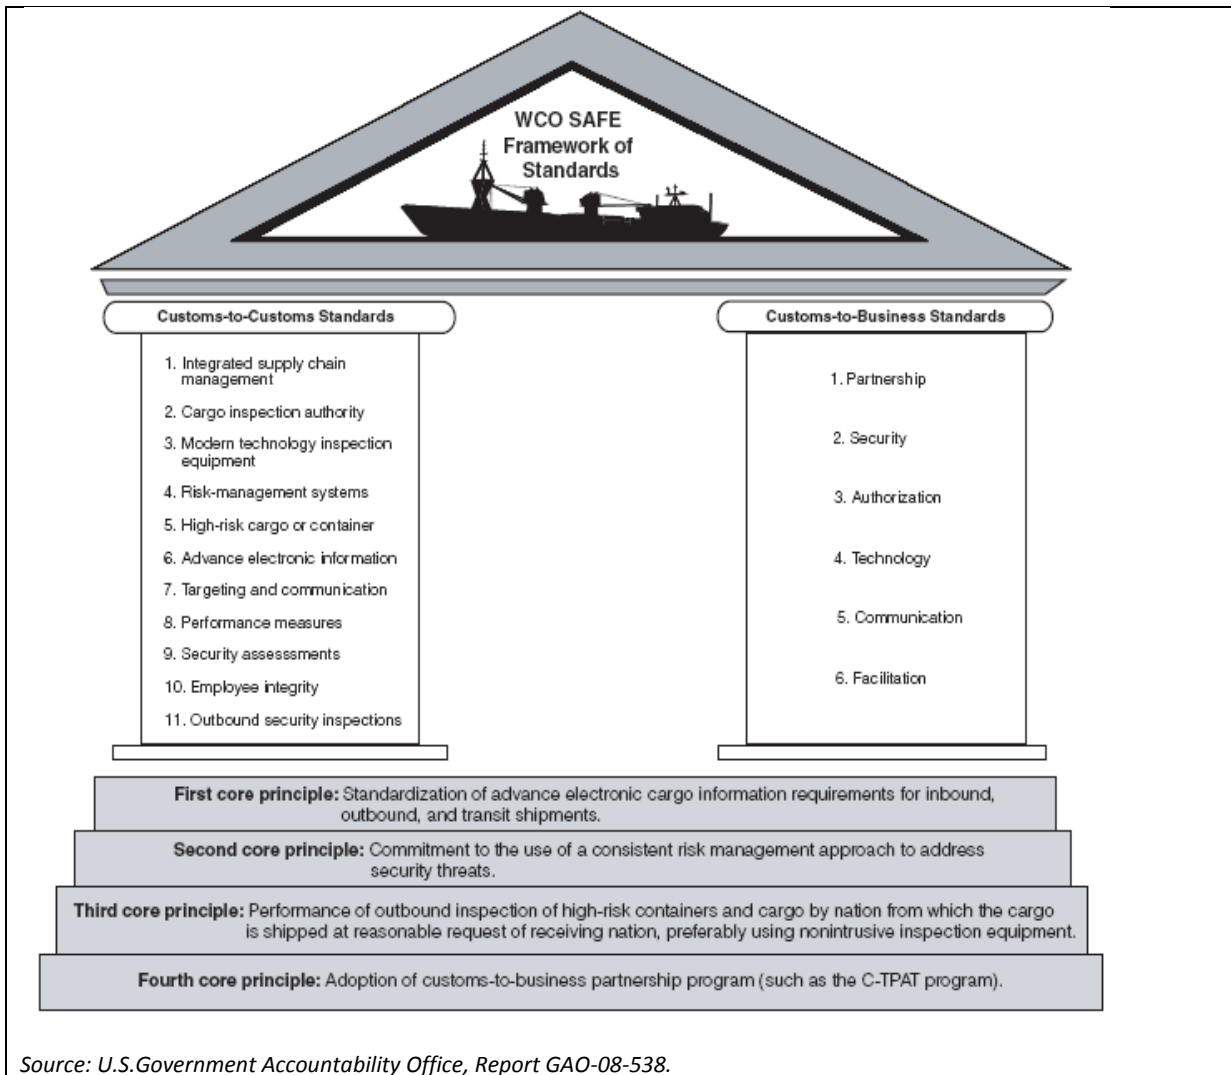 WCO SAFE
Framework of
Standards
Customs-to-Customs Standards
1. Integrated supply chain
management
2. Cargo inspection authority
3. Modern technology inspection
equipment
4. Risk-management systems
5. High-risk cargo or container
6. Advance electronic information
7. Targeting and communication
8. Performance measures
9. Security assesssments
10. Employee integrity
11. Outbound security inspections
Customs-to-Business Standards
1. Partnership
2. Security
3. Authorization
4. Technology
5. Communication
6. Facilitation
First core principle: Standardization of advance electronic cargo information requirements for inbound,
outbound, and transit shipments.
Second core principle: Commitment to the use of a consistent risk management approach to address
security threats.
Third core principle: Performance of outbound inspection of high-risk containers and cargo by nation from which the cargo
is shipped at reasonable request of receiving nation, preferably using nonintrusive inspection equipment.
Fourth core principle: Adoption of customs-to-business partnership program (such as the C-TPAT program).
Source: U.S.Government Accountability Office, Report GAO-08-538.